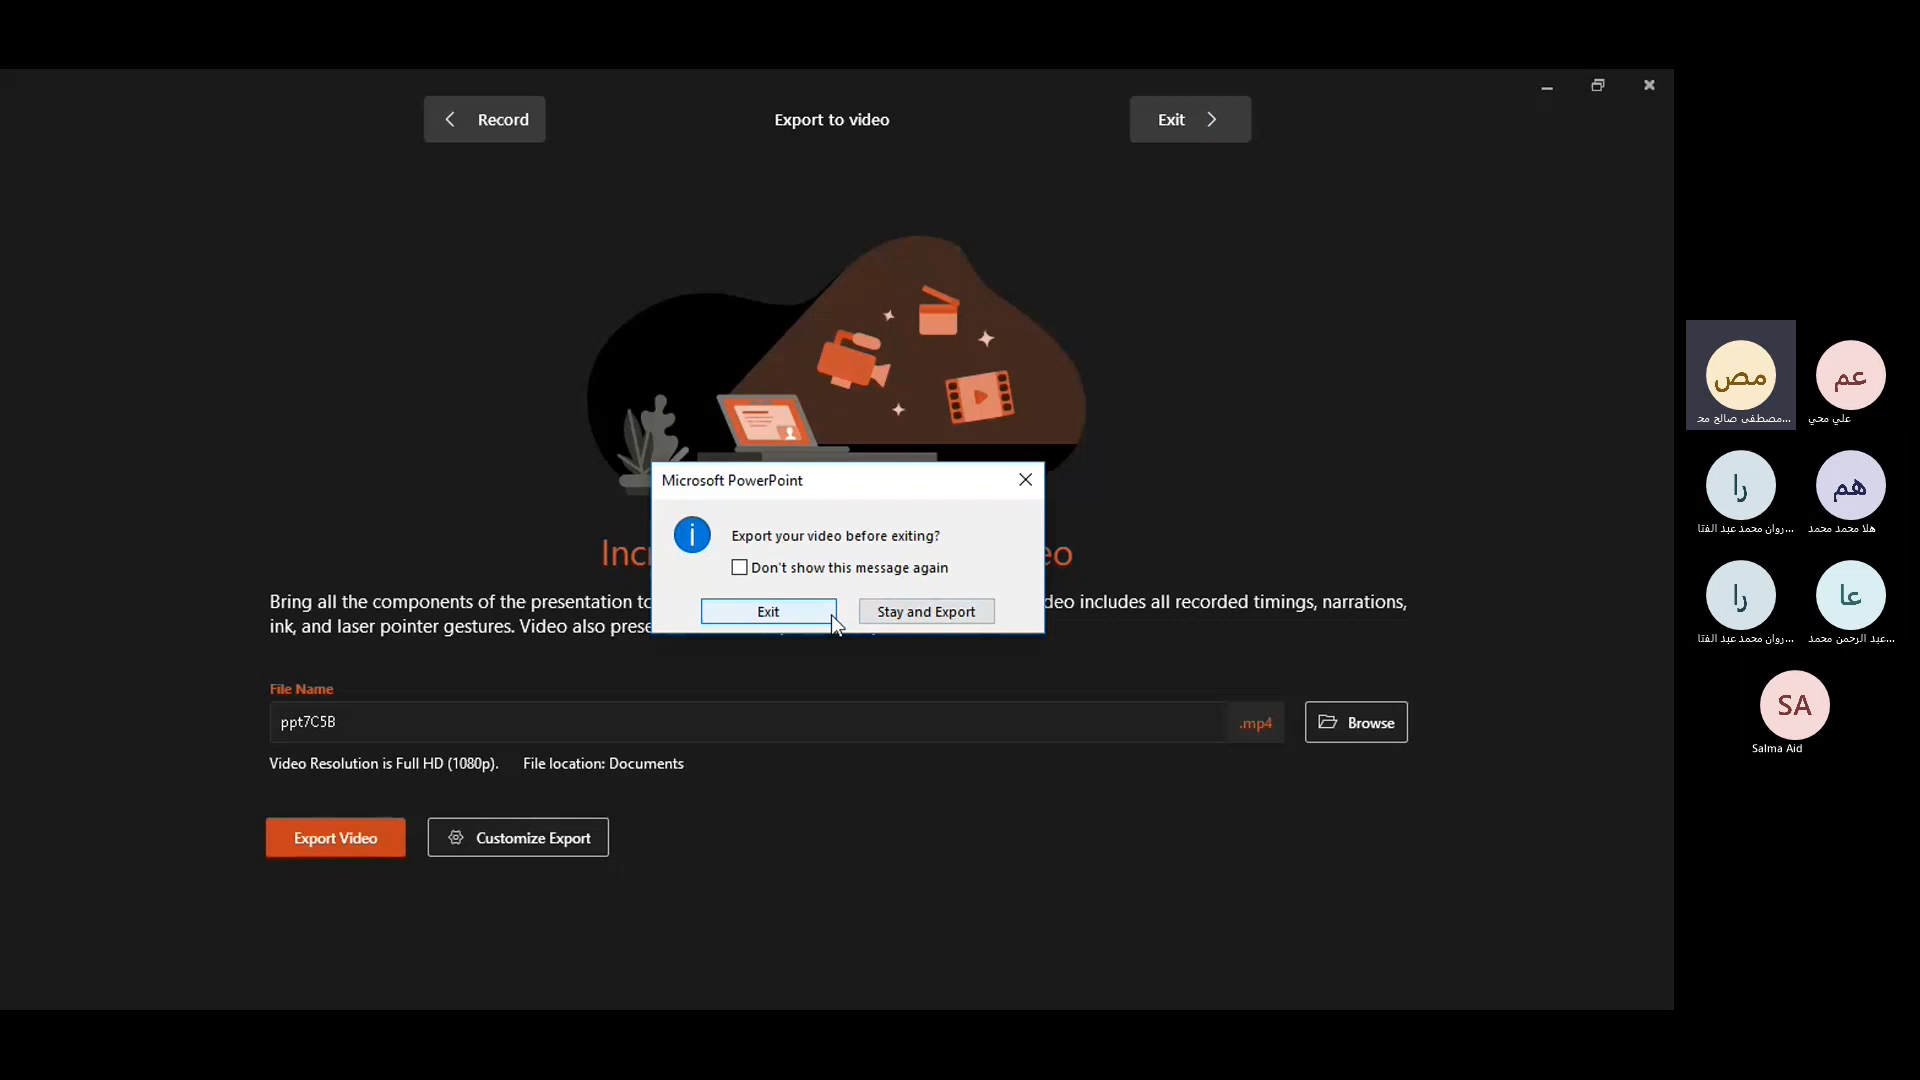 Record
Export to video
Exit
Microsoft PowerPoint
Export your video before exiting?
Don't show this message again
Exit
Stay and Export
Bring all the components of the presentation
deo includes all recorded timings, narrations,
ink, and laser pointer gestures. Video also
File Name
ppt7C5B
.mp4
Browse
Video Resolution is Full HD (1080p).
File location: Documents
Export Video
Customize Export
مص
عم
مصطفى صالح مح...
علي محي
را
هم
روان محمد عبد الفتا...
هلا محمد محمد
را
عا
روان محمد عبد الفتا...
عبد الرحمن محمد...
SA
Salma Aid